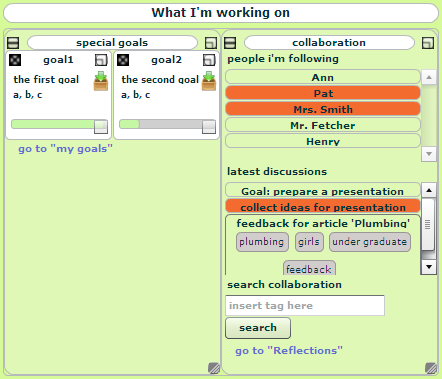 What I'm working on
special goals
goal1
the first goal
a, b, c
goal2
the second goal
a, b, c
go to "my goals"
collaboration
people i'm following
Ann
Pat
Mrs. Smith
Mr. Fetcher
Henry
latest discussions
Goal: prepare a presentation
collect ideas for presentation
feedback for article 'Plumbing'
plumbing girls under graduate
feedback
search collaboration
insert tag here
search
go to "Reflections"